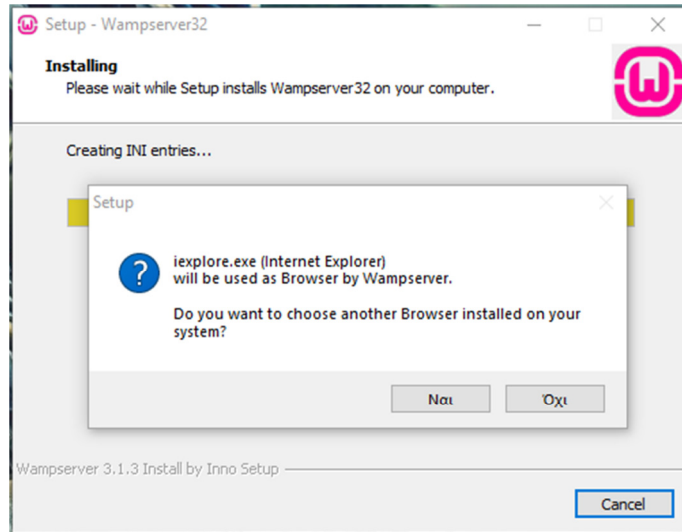 Setup - Wampserver32
Installing
Please wait while Setup installs Wampserver32 on your computer.
Creating INI entries...
Setup
iexplore.exe (Internet Explorer)
will be used as Browser by Wampserver.
Do you want to choose another Browser installed on your
system?
Ναι
Όχι
Wampserver 3.1.3 Install by Inno Setup
Cancel